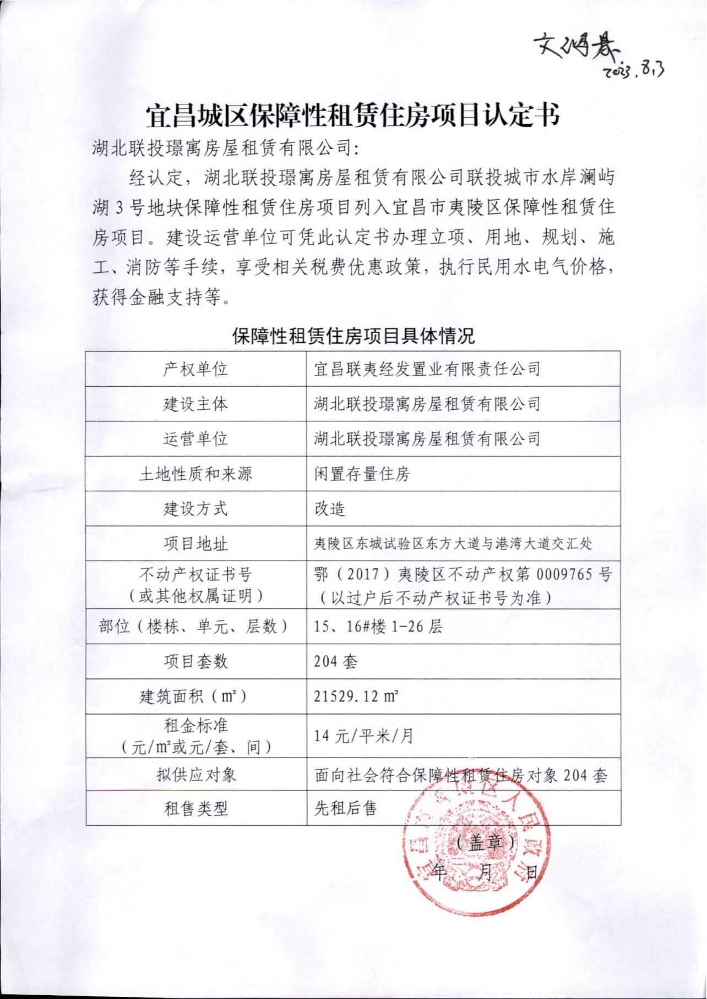 2023.8.3
宜昌城区保障性租赁住房项目认定书
湖北联投璟寓房屋租赁有限公司：
经认定，湖北联投璟寓房屋租赁有限公司联投城市水岸澜屿
湖3号地块保障性租赁住房项目列入宜昌市夷陵区保障性租赁住
房项目。建设运营单位可凭此认定书办理立项、用地、规划、施
工、消防等手续，享受相关税费优惠政策，执行民用水电气价格，
获得金融支持等。
保障性租赁住房项目具体情况
产权单位 宜昌联夷经发置业有限责任公司
建设主体 湖北联投璟寓房屋租赁有限公司
运营单位 湖北联投璟寓房屋租赁有限公司
土地性质和来源 闲置存量住房
建设方式 改造
项目地址 夷陵区东城试验区东方大道与港湾大道交汇处
不动产权证书号 鄂（2017）夷陵区不动产权第0009765号
（或其他权属证明） （以过户后不动产权证书号为准）
部位（楼栋、单元、层数） 15、16#楼1-26层
项目套数 204套
建筑面积（㎡） 21529.12㎡
租金标准
（元/㎡或元/套、间） 14元/平米/月
拟供应对象 面向社会符合保障性租赁住房对象204套
租售类型 先租后售
宜昌市夷陵区人民政府
（盖章）
年 月 日